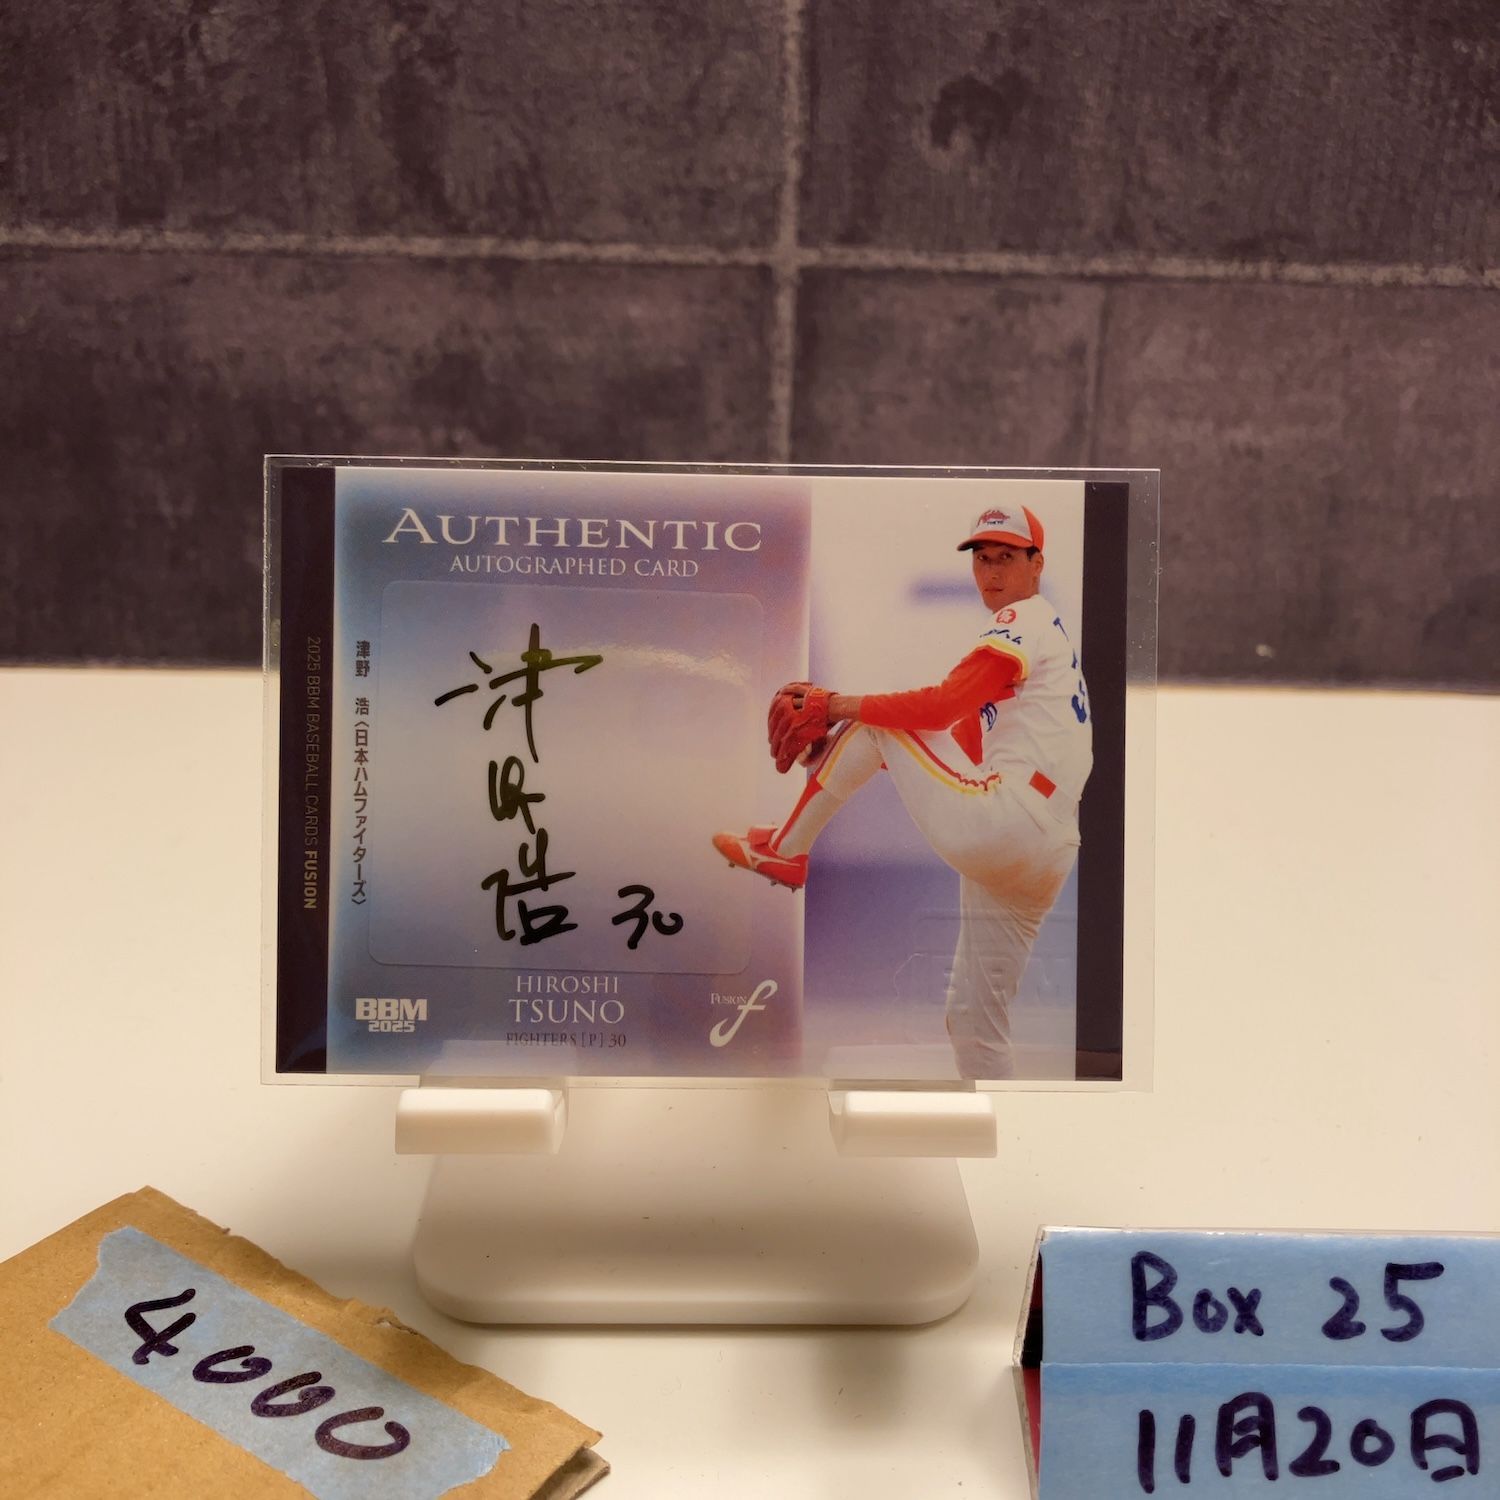 AUTHENTIC
AUTOGRAPHED CARD
2025 BBM BASEBALL CARDS FUSION
津野 浩〈日本ハムファイターズ〉
津野浩 30
HIROSHI
TSUNO
FIGHTERS [P] 30
BBM
2025
FUSION f
TOKYO
4000
Box 25
11月20日